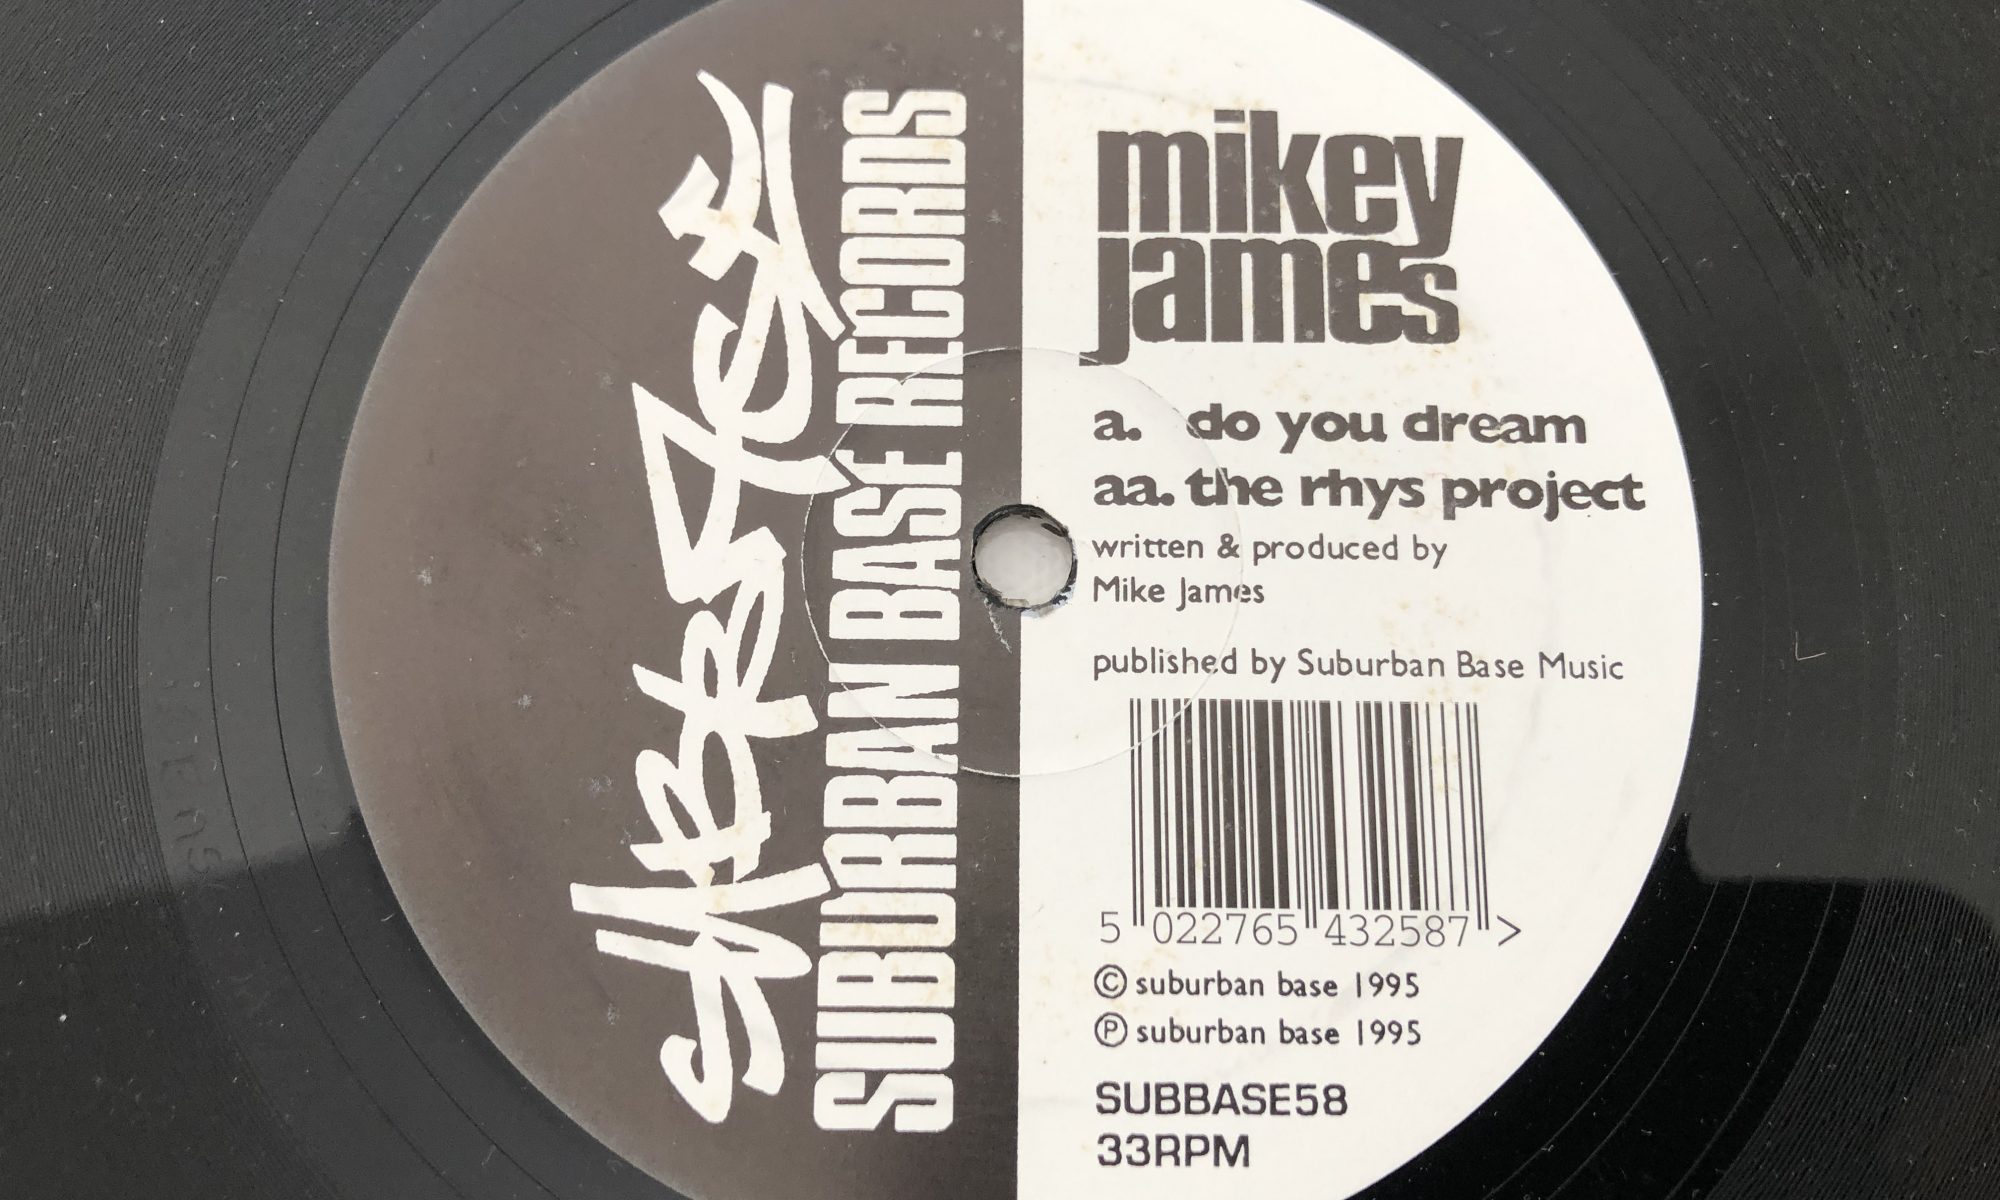 SUBURBAN BASE RECORDS
mikey
james
a. do you dream
aa. the rhys project
written & produced by
Mike James
published by Suburban Base Music
5 022765 432587 >
© suburban base 1995
℗ suburban base 1995
SUBBASE58
33RPM